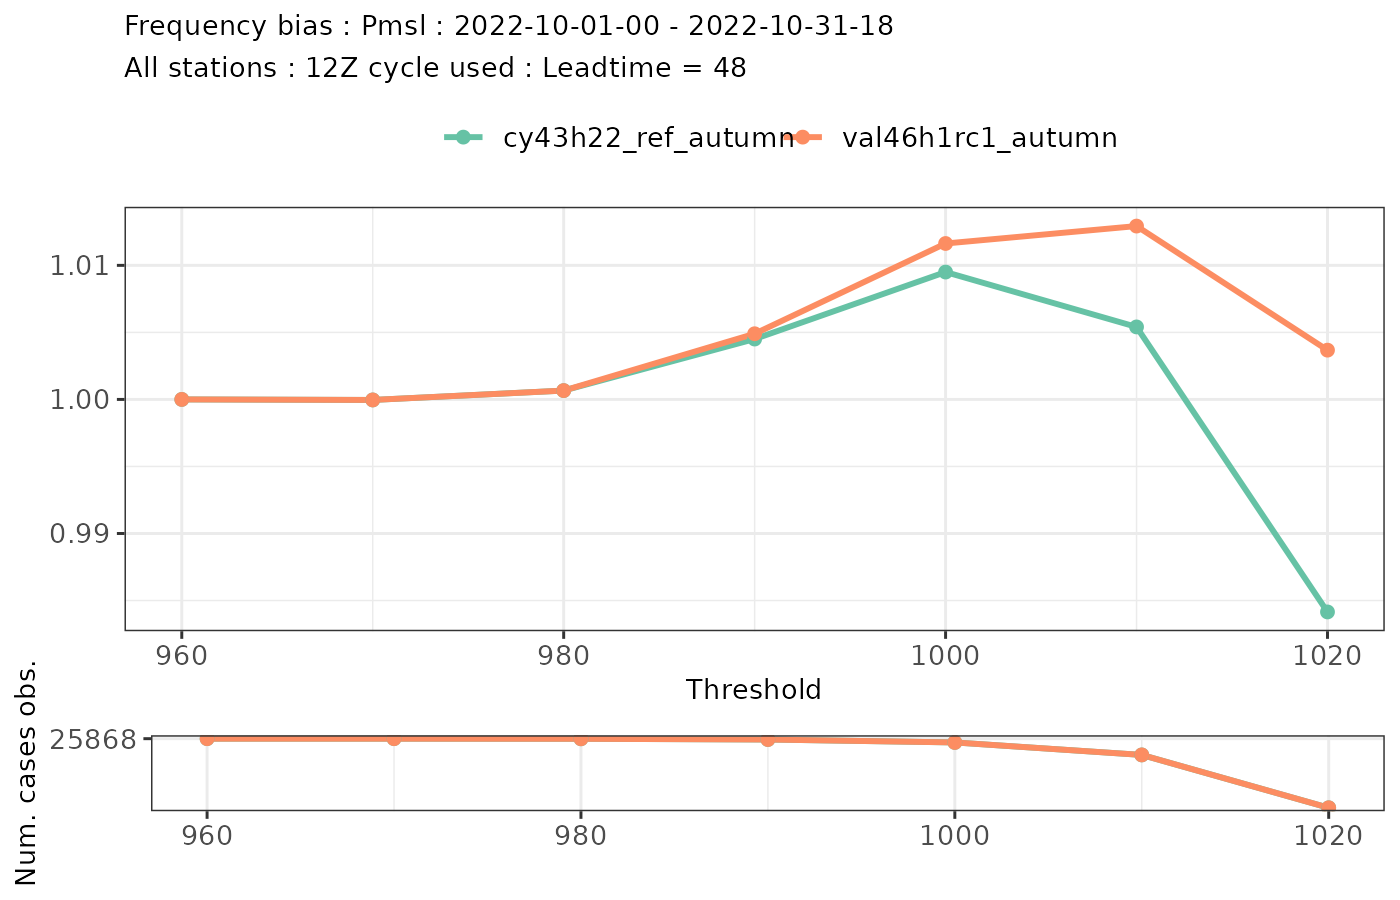 Frequency bias : Pmsl : 2022-10-01-00 - 2022-10-31-18
All stations : 12Z cycle used : Leadtime = 48
cy43h22_ref_autumn val46h1rc1_autumn
1.01
1.00
0.99
960 980 1000 1020
Threshold
Num. cases obs.
25868
960 980 1000 1020